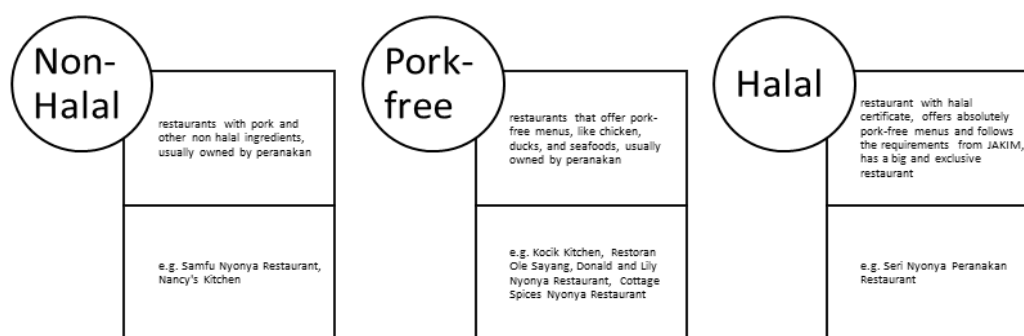 Non-
Halal
restaurants with pork and
other non halal ingredients,
usually owned by peranakan
e.g. Samfu Nyonya Restaurant,
Nancy's Kitchen
Pork-
free
restaurants that offer pork-
free menus, like chicken,
ducks, and seafoods, usually
owned by peranakan
e.g. Kocik Kitchen, Restoran
Ole Sayang, Donald and Lily
Nyonya Restaurant, Cottage
Spices Nyonya Restaurant
Halal
restaurant with halal
certificate, offers absolutely
pork-free menus and follows
the requirements from JAKIM,
has a big and exclusive
restaurant
e.g. Seri Nyonya Peranakan
Restaurant